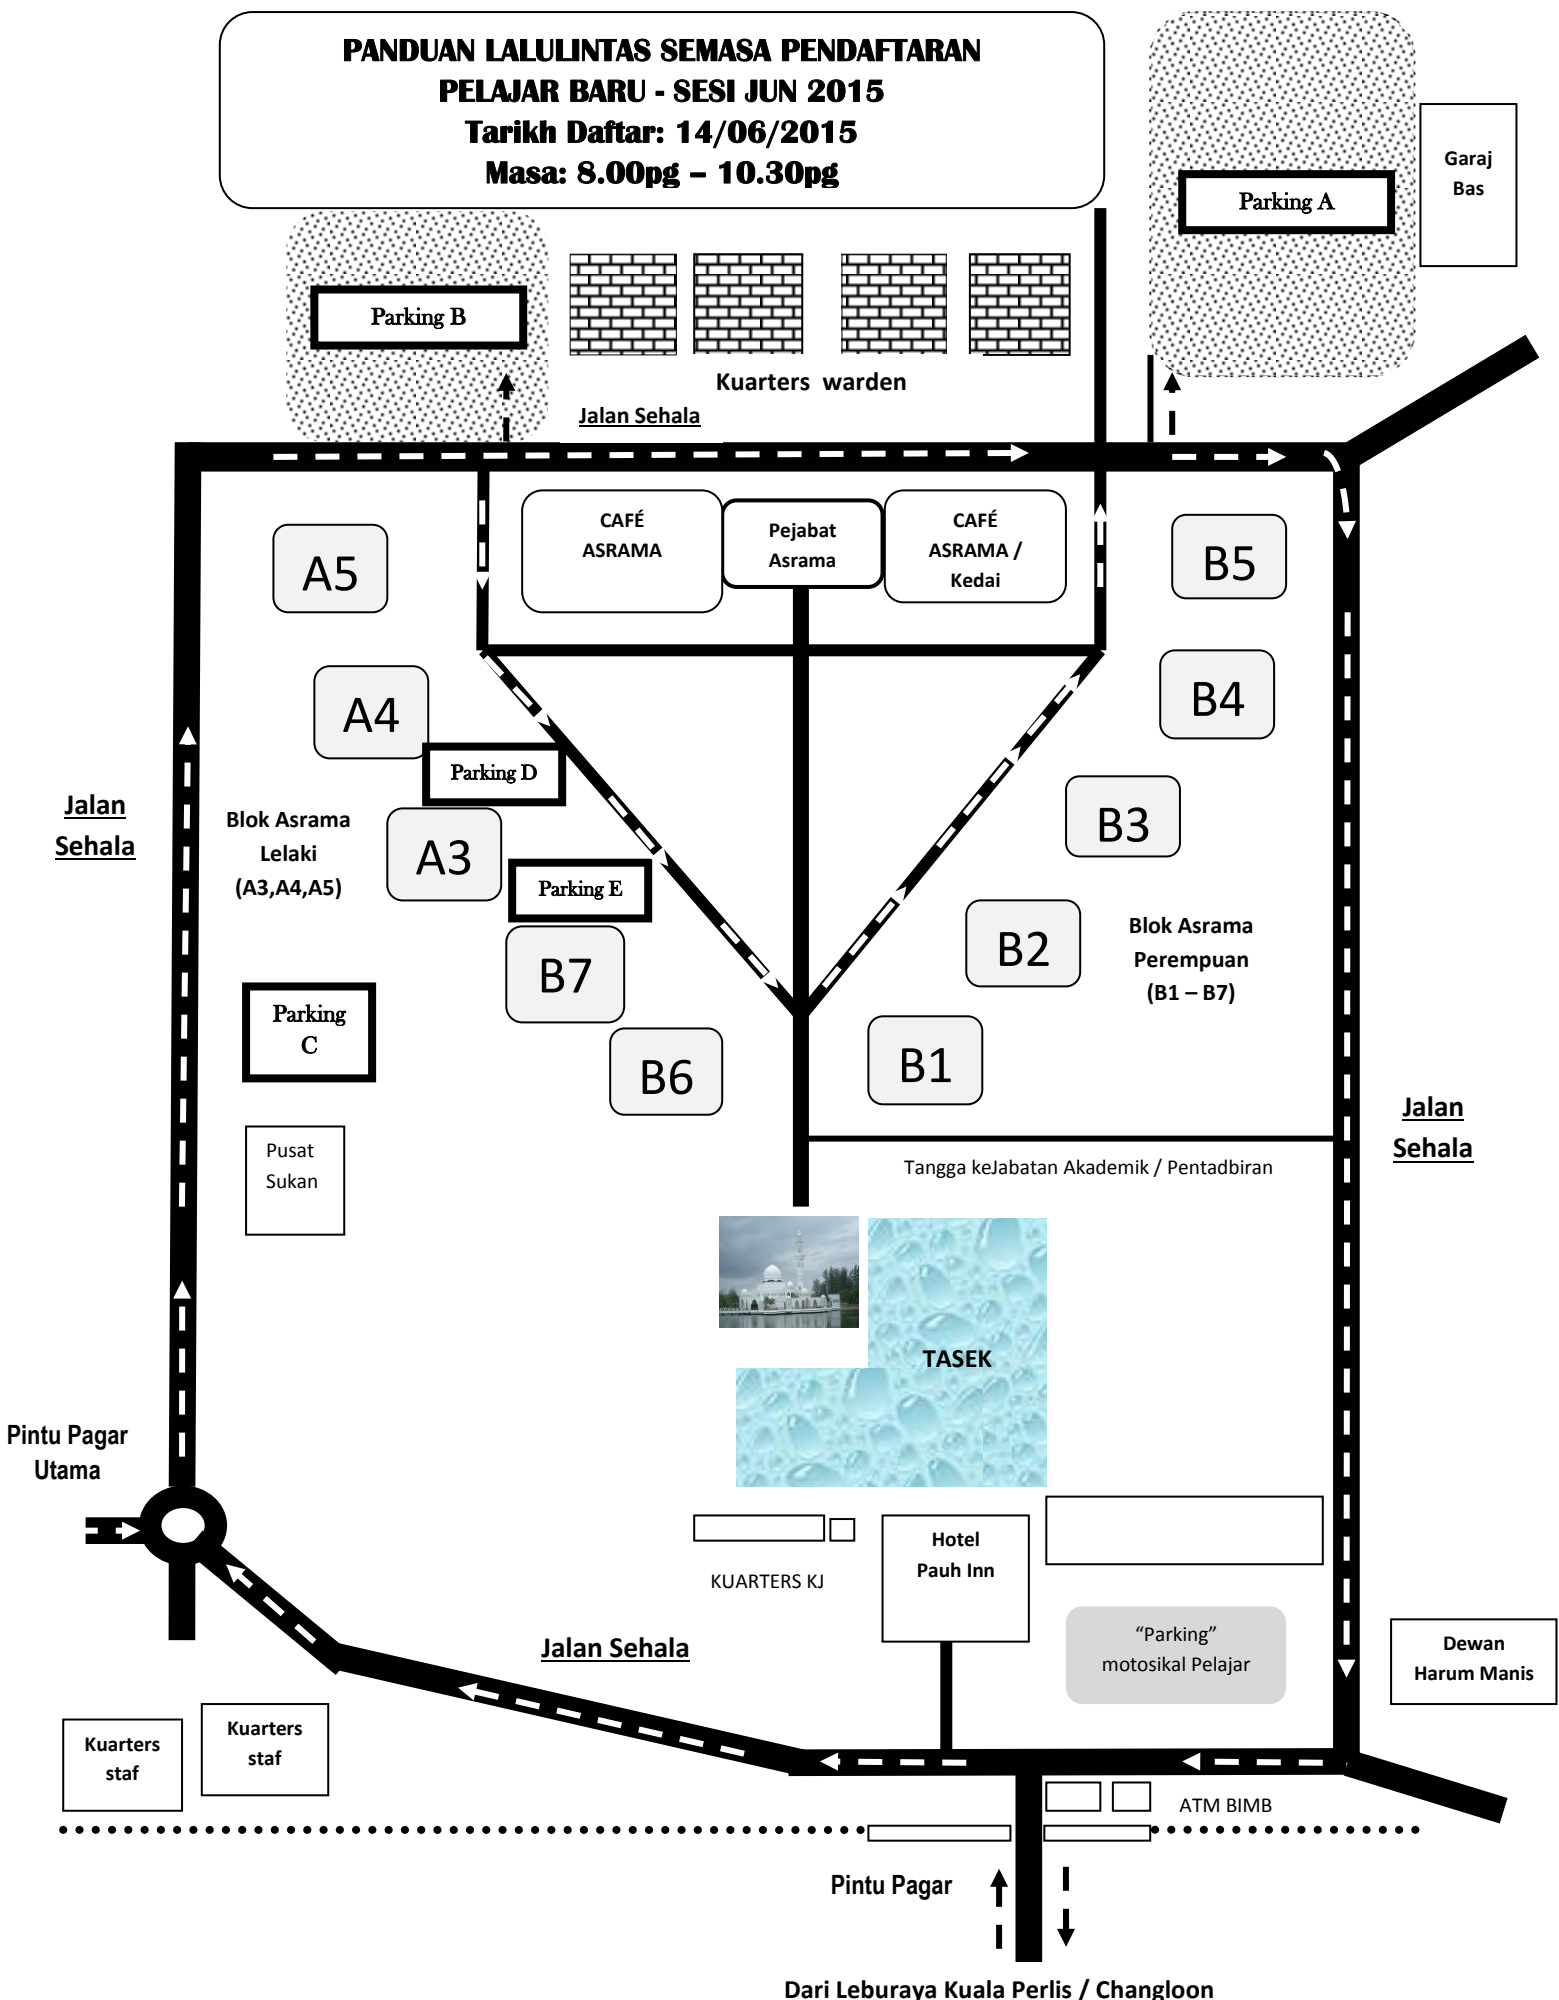 PANDUAN LALULINTAS SEMASA PENDAFTARAN
PELAJAR BARU - SESI JUN 2015
Tarikh Daftar: 14/06/2015
Masa: 8.00pg – 10.30pg
Garaj
Bas
Parking A
Parking B
Kuarters warden
Jalan Sehala
CAFÉ
ASRAMA
Pejabat
Asrama
CAFÉ
ASRAMA /
Kedai
A5
B5
A4
B4
Parking D
Jalan
Sehala
Blok Asrama
Lelaki
(A3,A4,A5)
A3
B3
Parking E
B2
Blok Asrama
Perempuan
(B1 – B7)
B7
Parking
C
B6
B1
Jalan
Sehala
Pusat
Sukan
Tangga keJabatan Akademik / Pentadbiran
TASEK
Pintu Pagar
Utama
Hotel
Pauh Inn
KUARTERS KJ
"Parking"
motosikal Pelajar
Jalan Sehala
Dewan
Harum Manis
Kuarters
staf
Kuarters
staf
ATM BIMB
Pintu Pagar
Dari Leburaya Kuala Perlis / Changloon